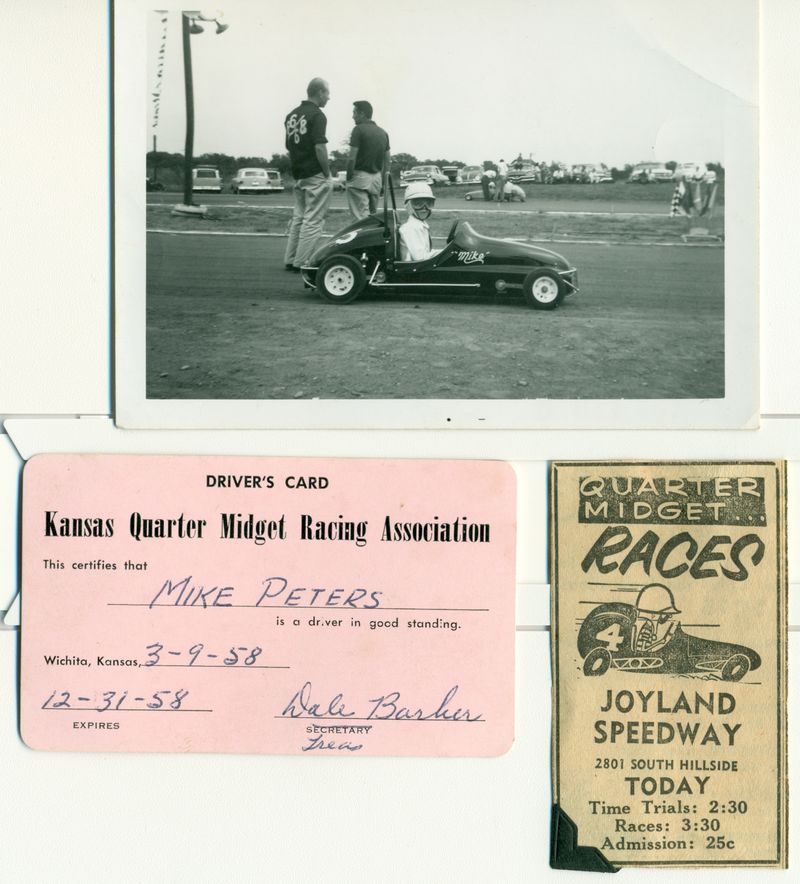 68
6
"Mike"
DRIVER'S CARD
Kansas Quarter Midget Racing Association
This certifies that
MIKE PETERS
is a driver in good standing.
Wichita, Kansas, 3-9-58
12-31-58 Dale Barker
EXPIRES SECRETARY
Treas
QUARTER
MIDGET...
RACES
4
JOYLAND
SPEEDWAY
2801 SOUTH HILLSIDE
TODAY
Time Trials: 2:30
Races: 3:30
Admission: 25c